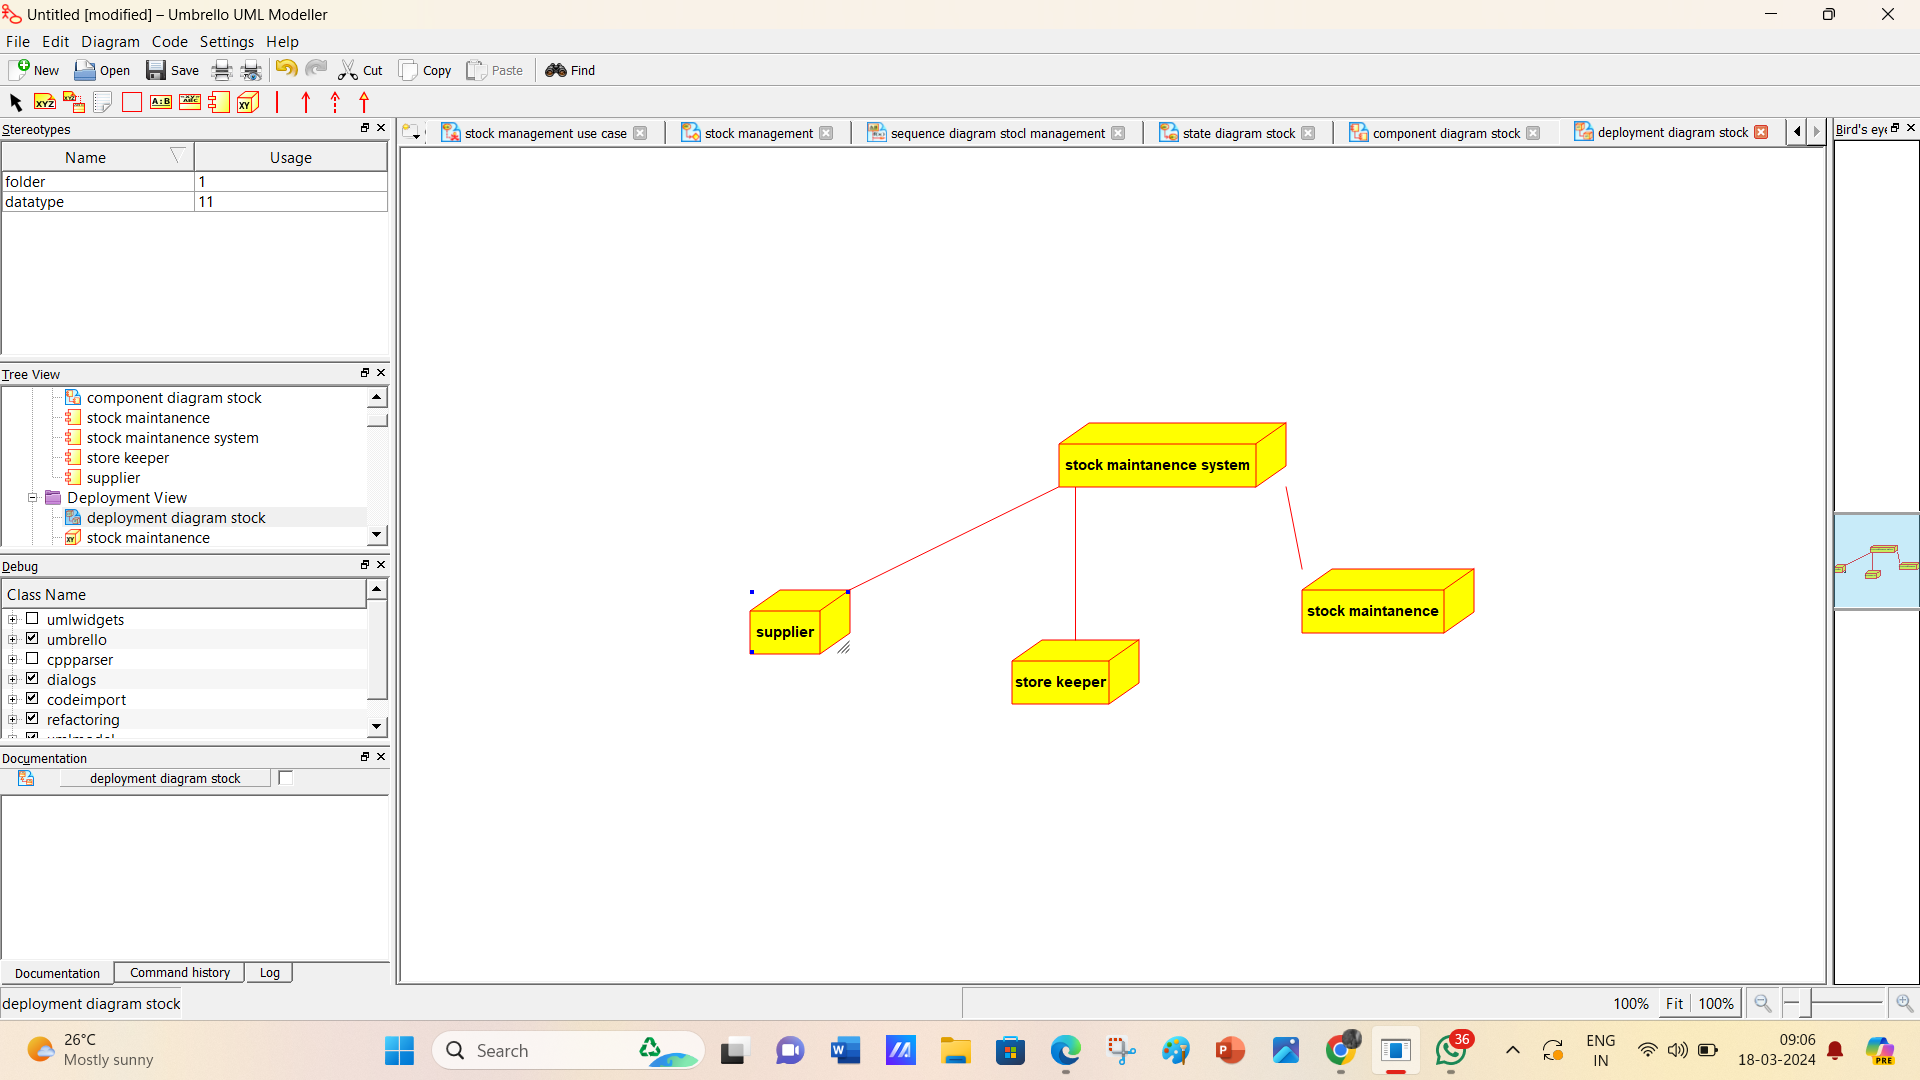 Untitled [modified] – Umbrello UML Modeller
File Edit Diagram Code Settings Help
New Open Save Cut Copy Paste Find
XYZ XYZ A:B ABC XY
Stereotypes
Name Usage
folder 1
datatype 11
Tree View
component diagram stock
stock maintanence
stock maintanence system
store keeper
supplier
Deployment View
deployment diagram stock
stock maintanence
Debug
Class Name
umlwidgets
umbrello
cppparser
dialogs
codeimport
refactoring
Documentation
deployment diagram stock
Documentation Command history Log
deployment diagram stock
stock management use case stock management sequence diagram stocl management state diagram stock component diagram stock deployment diagram stock
Bird's eye
stock maintanence system
supplier
store keeper
stock maintanence
100% Fit 100%
26°C
Mostly sunny
Search
36
ENG
IN
09:06
18-03-2024
PRE